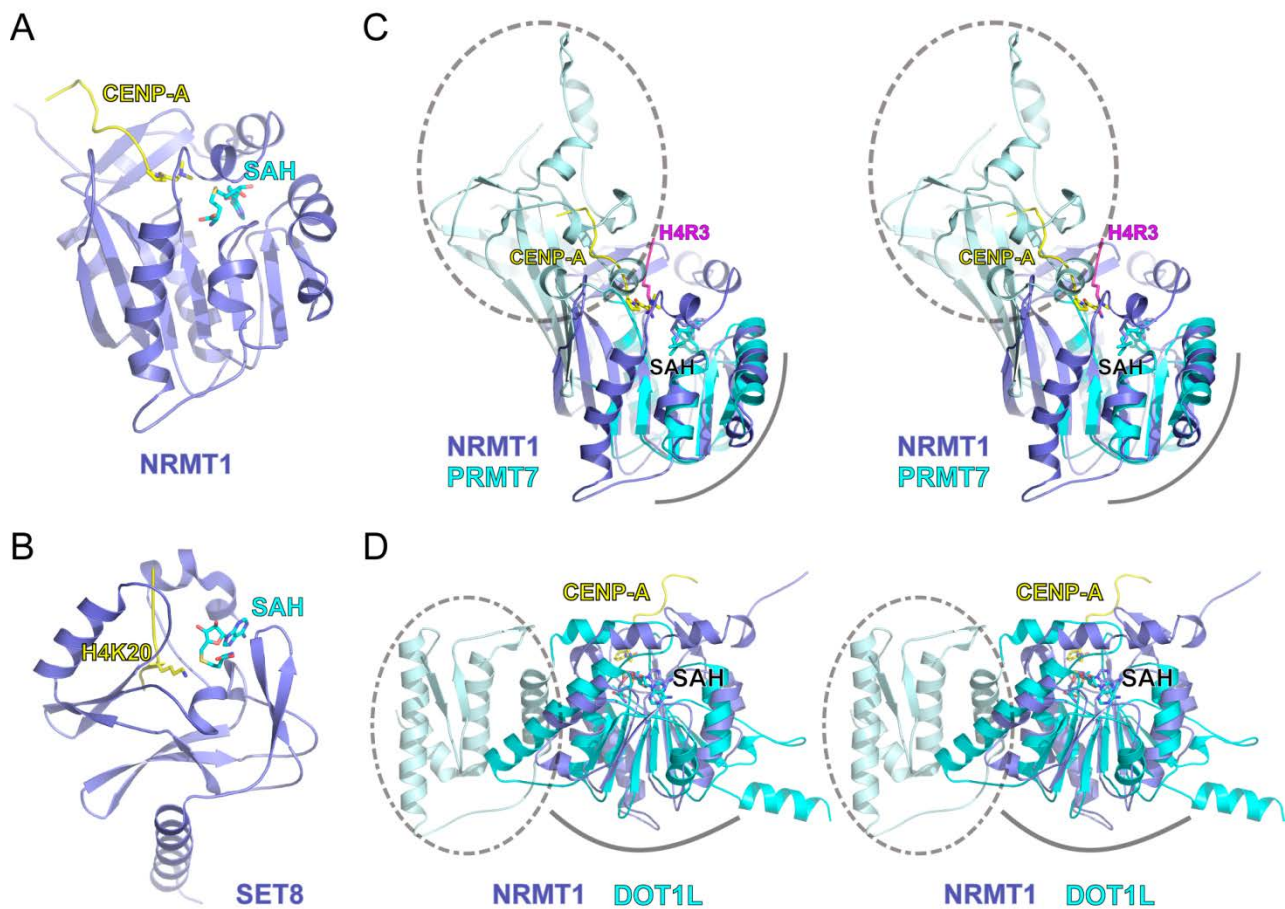 A
CENP-A
SAH
NRMT1
B
SAH
H4K20
SET8
C
H4R3
CENP-A
SAH
NRMT1
PRMT7
H4R3
CENP-A
SAH
NRMT1
PRMT7
D
CENP-A
SAH
NRMT1 DOT1L
CENP-A
SAH
NRMT1 DOT1L